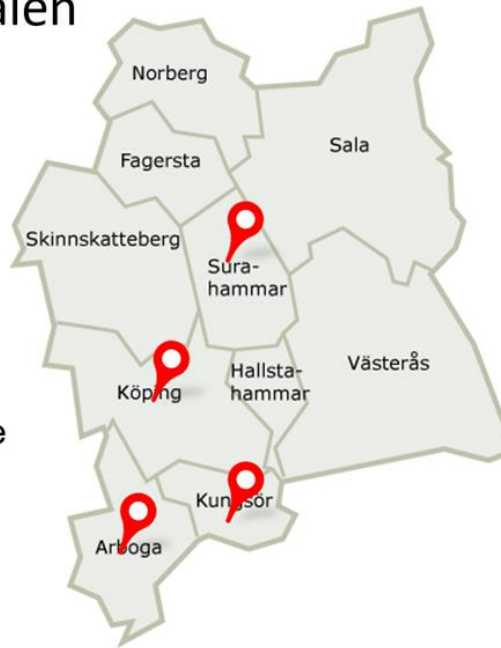 alen
Norberg
Sala
Fagersta
Skinnskatteberg
Sura-
hammar
Västerås
Hallsta-
hammar
Köping
e
Kungsör
Arboga